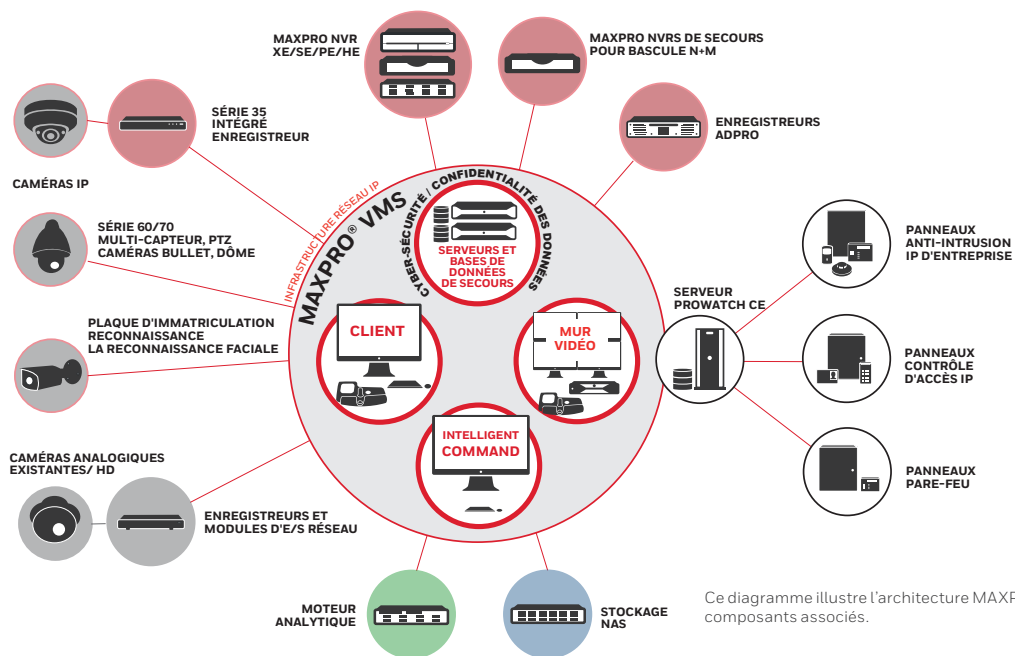 MAXPRO NVR
XE/SE/PE/HE
MAXPRO NVRS DE SECOURS
POUR BASCULE N+M
SÉRIE 35
INTÉGRÉ
ENREGISTREUR
ENREGISTREURS
ADPRO
CAMÉRAS IP
SÉRIE 60/70
MULTI-CAPTEUR, PTZ
CAMÉRAS BULLET, DÔME
INFRASTRUCTURE RÉSEAU IP
MAXPRO® VMS
CYBER-SÉCURITÉ / CONFIDENTIALITÉ DES DONNÉES
SERVEURS ET
BASES DE
DONNÉES
DE SECOURS
PANNEAUX
ANTI-INTRUSION
IP D'ENTREPRISE
SERVEUR
PROWATCH CE
PLAQUE D'IMMATRICULATION
RECONNAISSANCE
LA RECONNAISSANCE FACIALE
CLIENT
MUR
VIDÉO
PANNEAUX
CONTRÔLE
D'ACCÈS IP
INTELLIGENT
COMMAND
CAMÉRAS ANALOGIQUES
EXISTANTES/ HD
ENREGISTREURS ET
MODULES D'E/S RÉSEAU
PANNEAUX
PARE-FEU
MOTEUR
ANALYTIQUE
STOCKAGE
NAS
Ce diagramme illustre l'architecture
composants associés.